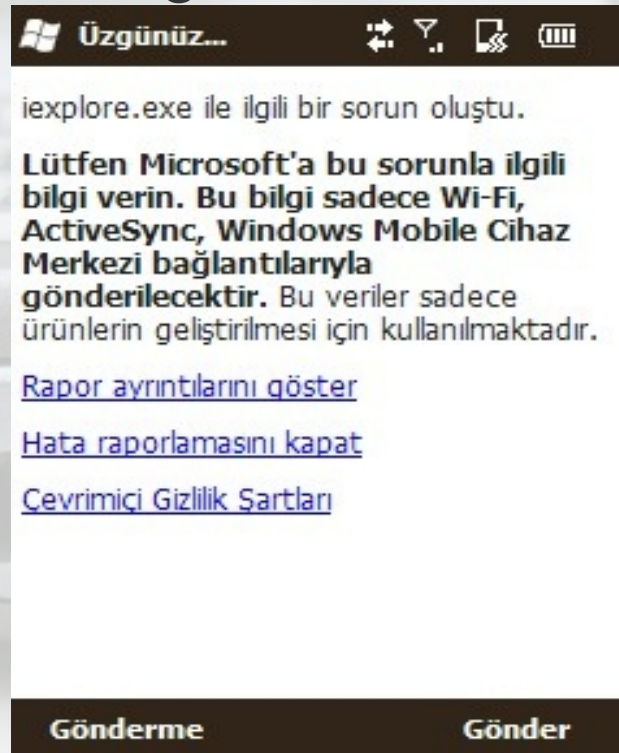 Üzgünüz...
iexplore.exe ile ilgili bir sorun oluştu.
Lütfen Microsoft'a bu sorunla ilgili
bilgi verin. Bu bilgi sadece Wi-Fi,
ActiveSync, Windows Mobile Cihaz
Merkezi bağlantılarıyla
gönderilecektir. Bu veriler sadece
ürünlerin geliştirilmesi için kullanılmaktadır.
Rapor ayrıntılarını göster
Hata raporlamasını kapat
Çevrimiçi Gizlilik Şartları
Gönderme Gönder